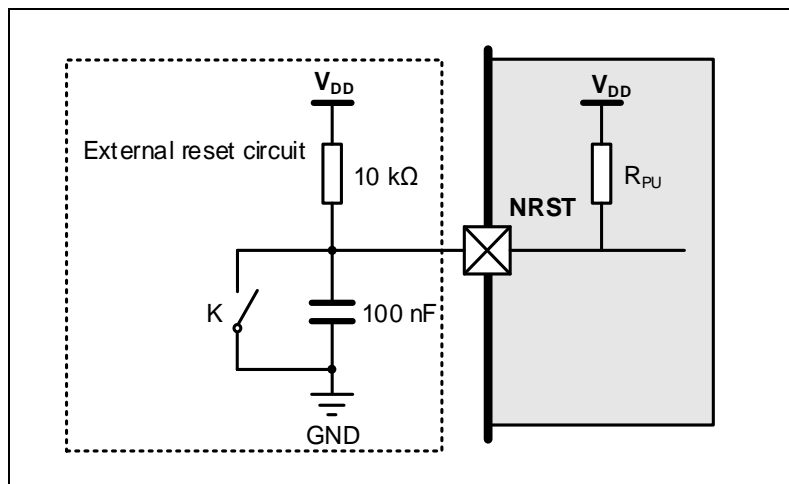 V_DD
External reset circuit
10 kΩ
K
100 nF
GND
V_DD
R_PU
NRST